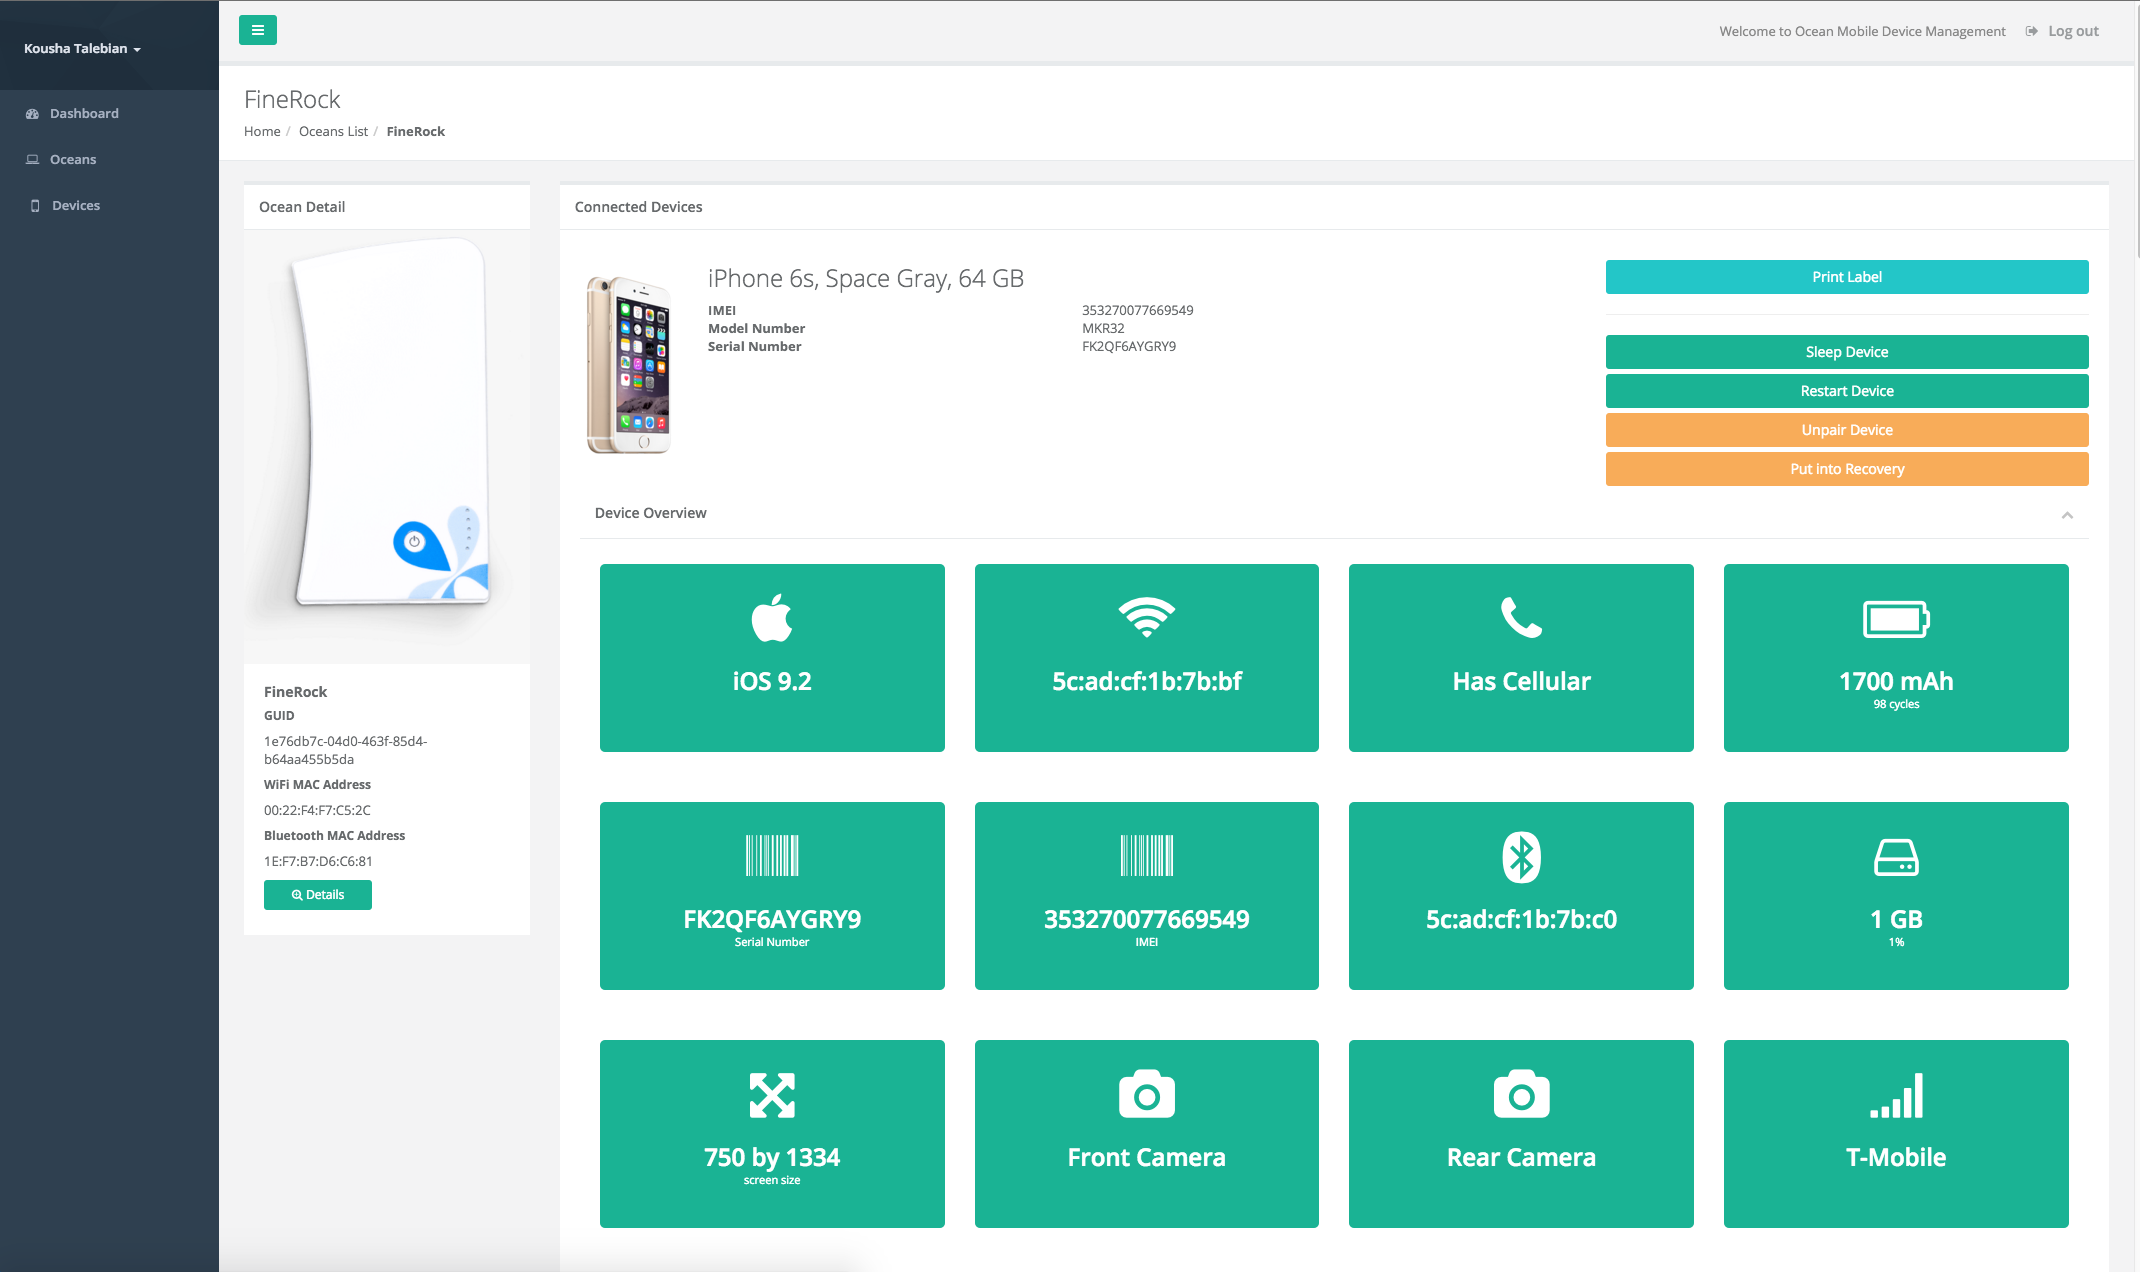 Kousha Talebian
Dashboard
Oceans
Devices
Welcome to Ocean Mobile Device Management
Log out
FineRock
Home / Oceans List / FineRock
Ocean Detail
FineRock
GUID
1e76db7c-04d0-463f-85d4-
b64aa455b5da
WiFi MAC Address
00:22:F4:F7:C5:2C
Bluetooth MAC Address
1E:F7:B7:D6:C6:81
Details
Connected Devices
iPhone 6s, Space Gray, 64 GB
IMEI 353270077669549
Model Number MKR32
Serial Number FK2QF6AYGRY9
Print Label
Sleep Device
Restart Device
Unpair Device
Put into Recovery
Device Overview
iOS 9.2
5c:ad:cf:1b:7b:bf
Has Cellular
1700 mAh
98 cycles
FK2QF6AYGRY9
Serial Number
353270077669549
IMEI
5c:ad:cf:1b:7b:c0
1 GB
1%
750 by 1334
screen size
Front Camera
Rear Camera
T-Mobile